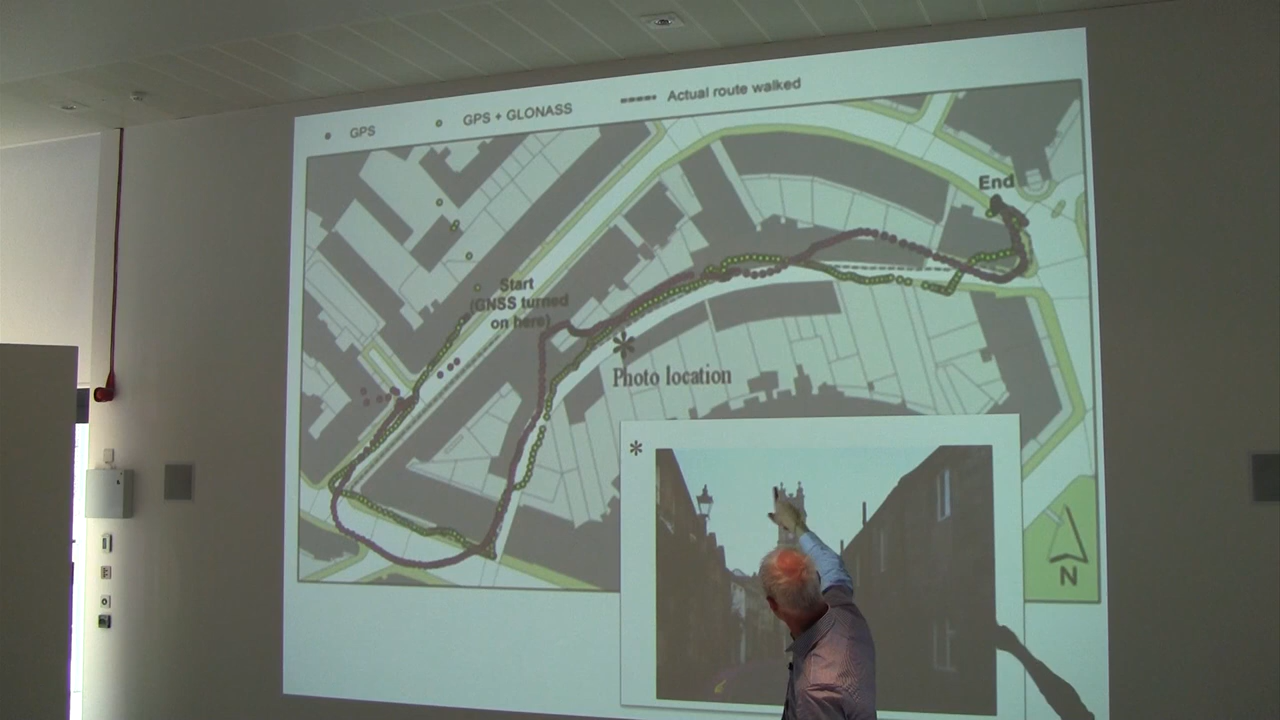 GPS
GPS + GLONASS
Actual route walked
End
Start
(GNSS turned
on here)
*
Photo location
*
N